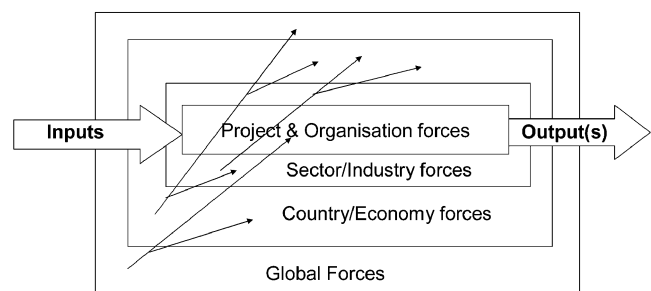 Inputs
Project & Organisation forces
Output(s)
Sector/Industry forces
Country/Economy forces
Global Forces